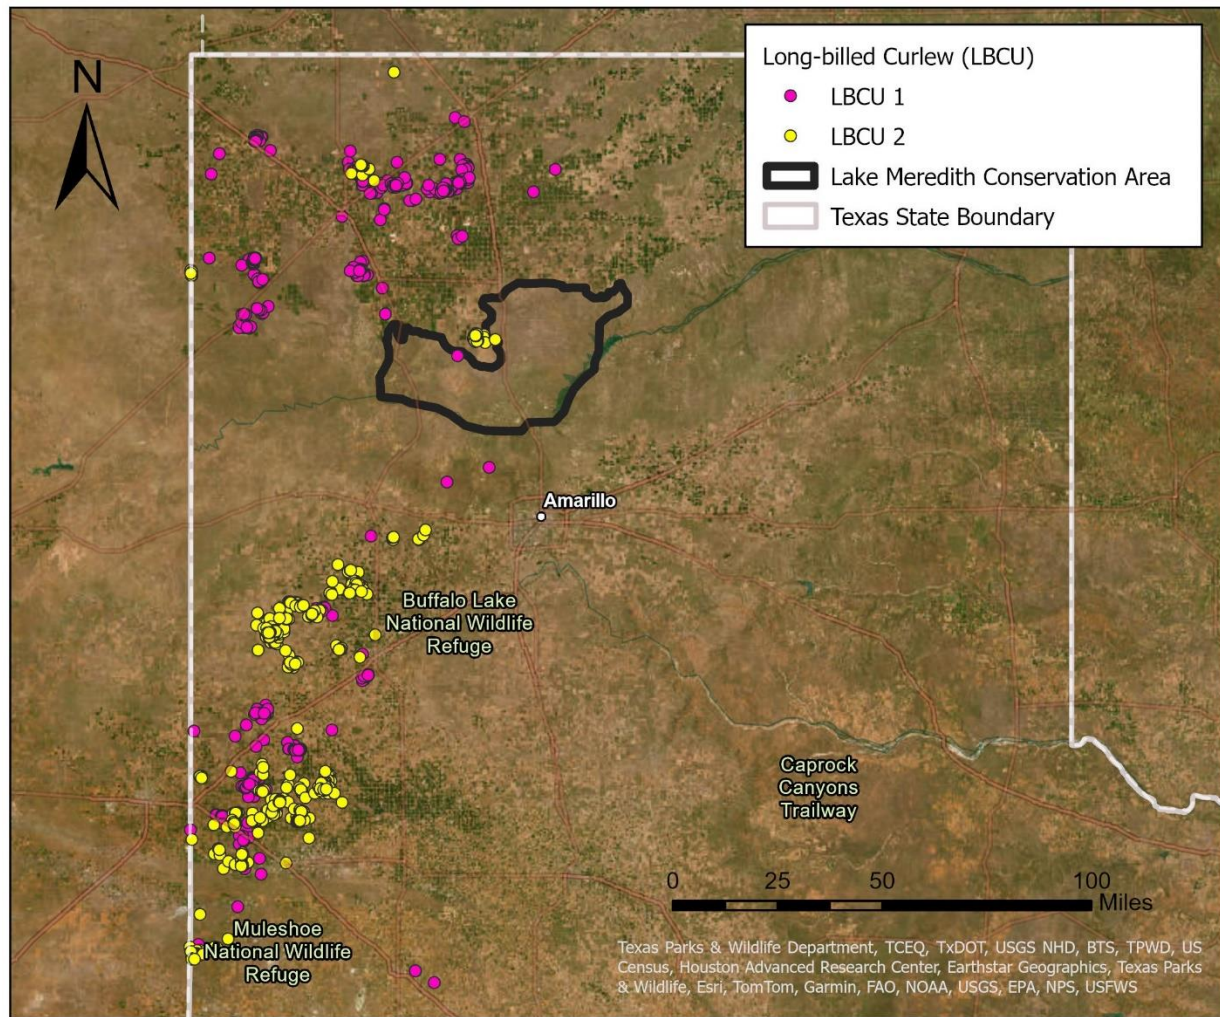 N
Long-billed Curlew (LBCU)
LBCU 1
LBCU 2
Lake Meredith Conservation Area
Texas State Boundary
Amarillo
Buffalo Lake
National Wildlife
Refuge
Caprock
Canyons
Trailway
Muleshoe
National Wildlife
Refuge
0 25 50 100
Miles
Texas Parks & Wildlife Department, TCEQ, TxDOT, USGS NHD, BTS, TPWD, US
Census, Houston Advanced Research Center, Earthstar Geographics, Texas Parks
& Wildlife, Esri, TomTom, Garmin, FAO, NOAA, USGS, EPA, NPS, USFWS